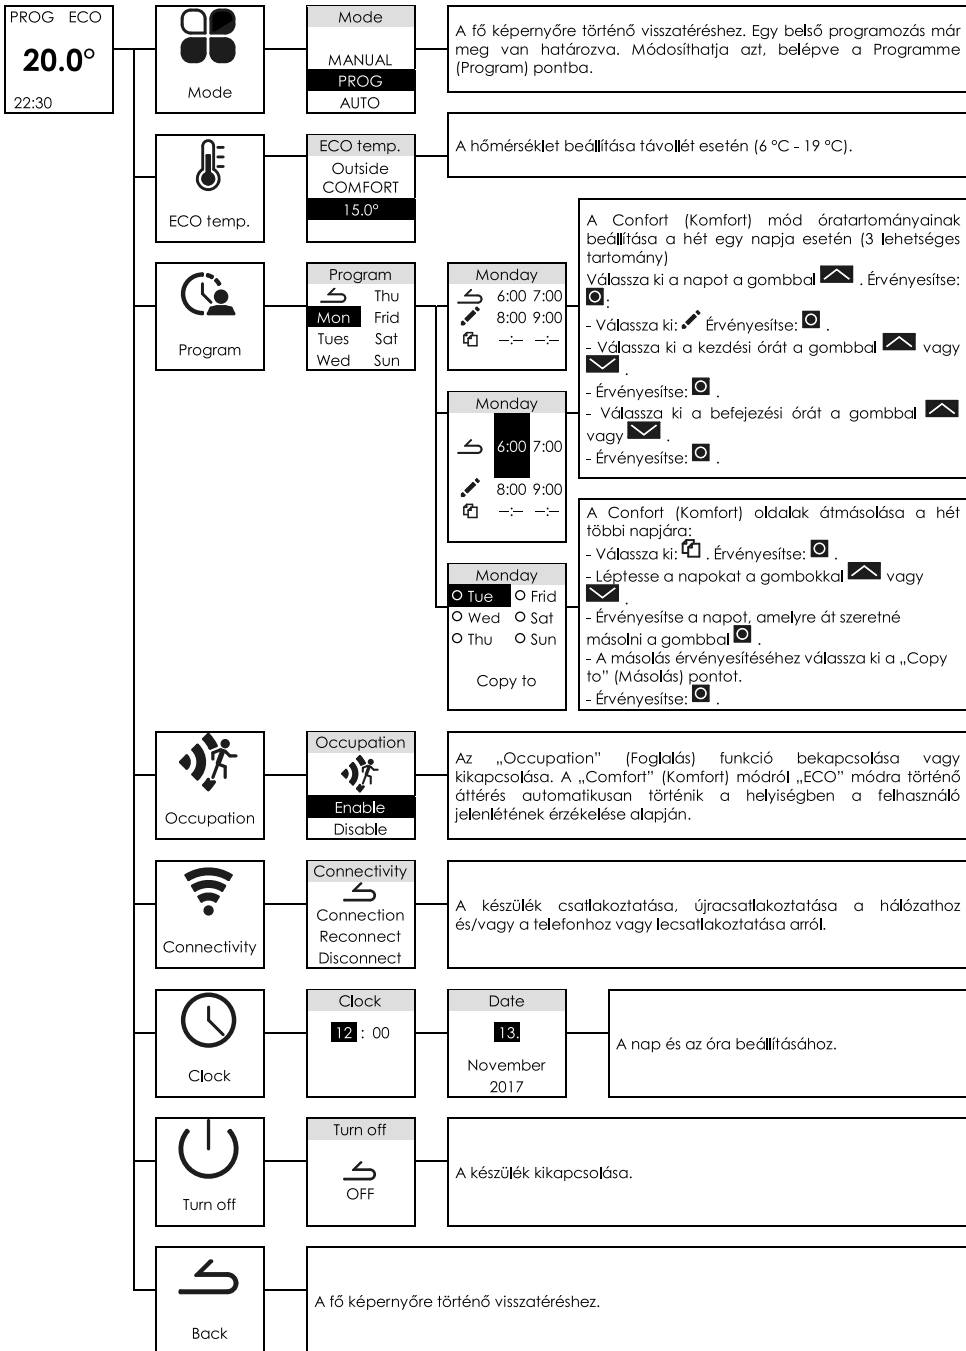 PROG ECO
20.0°
22:30
Mode
Mode
MANUAL
PROG
AUTO
A fő képernyőre történő visszatéréshez. Egy belső programozás már
meg van határozva. Módosíthatja azt, belépve a Programme
(Program) pontba.
ECO temp.
ECO temp.
Outside
COMFORT
15.0°
A hőmérséklet beállítása távollét esetén (6 °C - 19 °C).
Program
Program
Thu
Mon Frid
Tues Sat
Wed Sun
Monday
6:00 7:00
8:00 9:00
–:– –:–
A Confort (Komfort) mód óratartományainak
beállítása a hét egy napja esetén (3 lehetséges
tartomány)
Válassza ki a napot a gombbal . Érvényesítse:
.
- Válassza ki: Érvényesítse: .
- Válassza ki a kezdési órát a gombbal vagy
.
- Érvényesítse: .
- Válassza ki a befejezési órát a gombbal
vagy .
- Érvényesítse: .
Monday
6:00 7:00
8:00 9:00
–:– –:–
Monday
Tue Frid
Wed Sat
Thu Sun
Copy to
A Confort (Komfort) oldalak átmásolása a hét
többi napjára:
- Válassza ki: . Érvényesítse: .
- Léptesse a napokat a gombokkal vagy
.
- Érvényesítse a napot, amelyre át szeretné
másolni a gombbal .
- A másolás érvényesítéséhez válassza ki a „Copy
to” (Másolás) pontot.
- Érvényesítse: .
Occupation
Occupation
Enable
Disable
Az „Occupation” (Foglalás) funkció bekapcsolása vagy
kikapcsolása. A „Comfort” (Komfort) módról „ECO” módra történő
áttérés automatikusan történik a helyiségben a felhasználó
jelenlétének érzékelése alapján.
Connectivity
Connectivity
Connection
Reconnect
Disconnect
A készülék csatlakoztatása, újracsatlakoztatása a hálózathoz
és/vagy a telefonhoz vagy lecsatlakoztatása arról.
Clock
Clock
12 : 00
Date
13.
November
2017
A nap és az óra beállításához.
Turn off
Turn off
OFF
A készülék kikapcsolása.
Back
A fő képernyőre történő visszatéréshez.